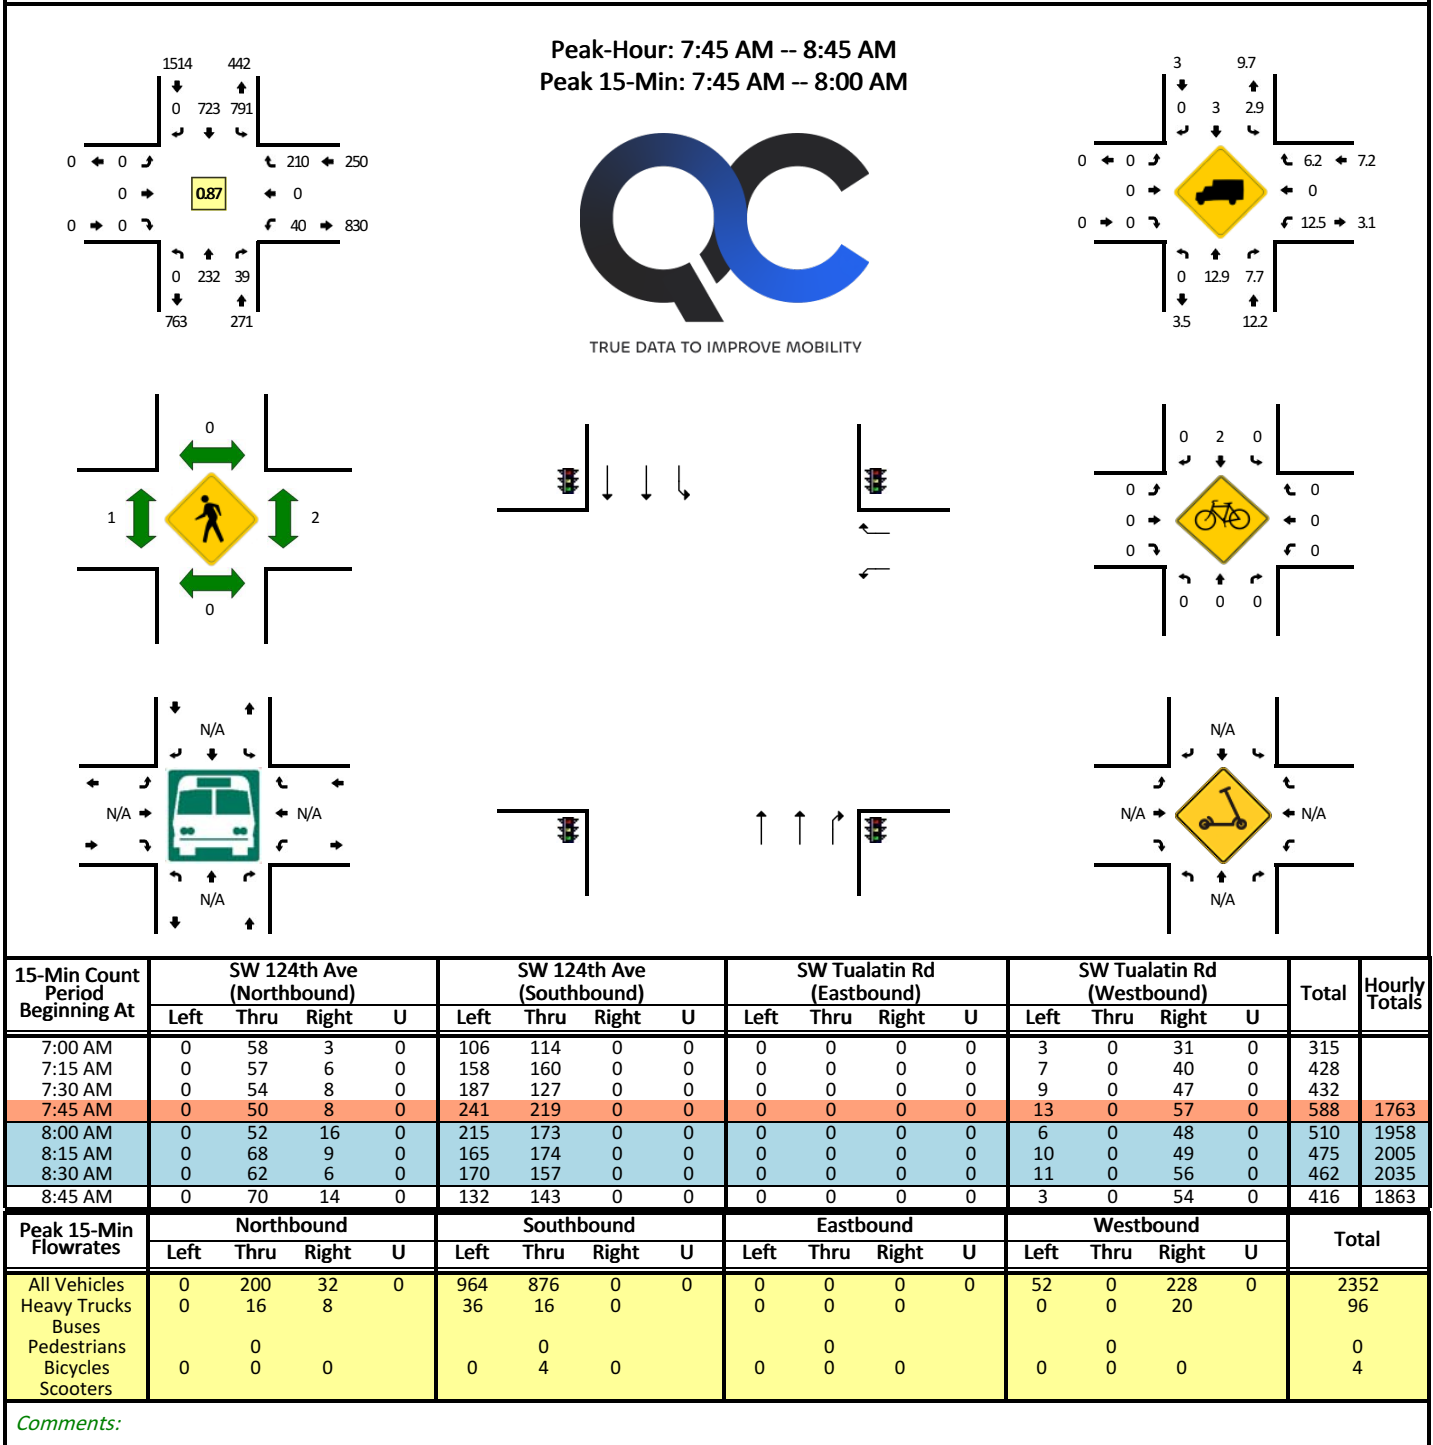 Peak-Hour: 7:45 AM -- 8:45 AM
Peak 15-Min: 7:45 AM -- 8:00 AM
1514 442
0 723 791
0 0 210 250
0 0.87 0
0 0 40 830
0 232 39
763 271
QC
TRUE DATA TO IMPROVE MOBILITY
3 9.7
0 3 2.9
0 0 6.2 7.2
0 0
0 0 12.5 3.1
0 12.9 7.7
3.5 12.2
0
1 2
0
0 2 0
0 0
0 0
0 0
0 0 0
N/A
N/A N/A
N/A
N/A
N/A N/A
N/A
15-Min Count Period Beginning At SW 124th Ave (Northbound) SW 124th Ave (Southbound) SW Tualatin Rd (Eastbound) SW Tualatin Rd (Westbound) Total Hourly Totals
Left Thru Right U Left Thru Right U Left Thru Right U Left Thru Right U
7:00 AM 0 58 3 0 106 114 0 0 0 0 0 0 3 0 31 0 315
7:15 AM 0 57 6 0 158 160 0 0 0 0 0 0 7 0 40 0 428
7:30 AM 0 54 8 0 187 127 0 0 0 0 0 0 9 0 47 0 432
7:45 AM 0 50 8 0 241 219 0 0 0 0 0 0 13 0 57 0 588 1763
8:00 AM 0 52 16 0 215 173 0 0 0 0 0 0 6 0 48 0 510 1958
8:15 AM 0 68 9 0 165 174 0 0 0 0 0 0 10 0 49 0 475 2005
8:30 AM 0 62 6 0 170 157 0 0 0 0 0 0 11 0 56 0 462 2035
8:45 AM 0 70 14 0 132 143 0 0 0 0 0 0 3 0 54 0 416 1863
Peak 15-Min Flowrates Northbound Southbound Eastbound Westbound Total
Left Thru Right U Left Thru Right U Left Thru Right U Left Thru Right U
All Vehicles 0 200 32 0 964 876 0 0 0 0 0 0 52 0 228 0 2352
Heavy Trucks 0 16 8 36 16 0 0 0 0 0 0 20 96
Buses
Pedestrians 0 0 0 0 0
Bicycles 0 0 0 0 4 0 0 0 0 0 0 0 4
Scooters
Comments: